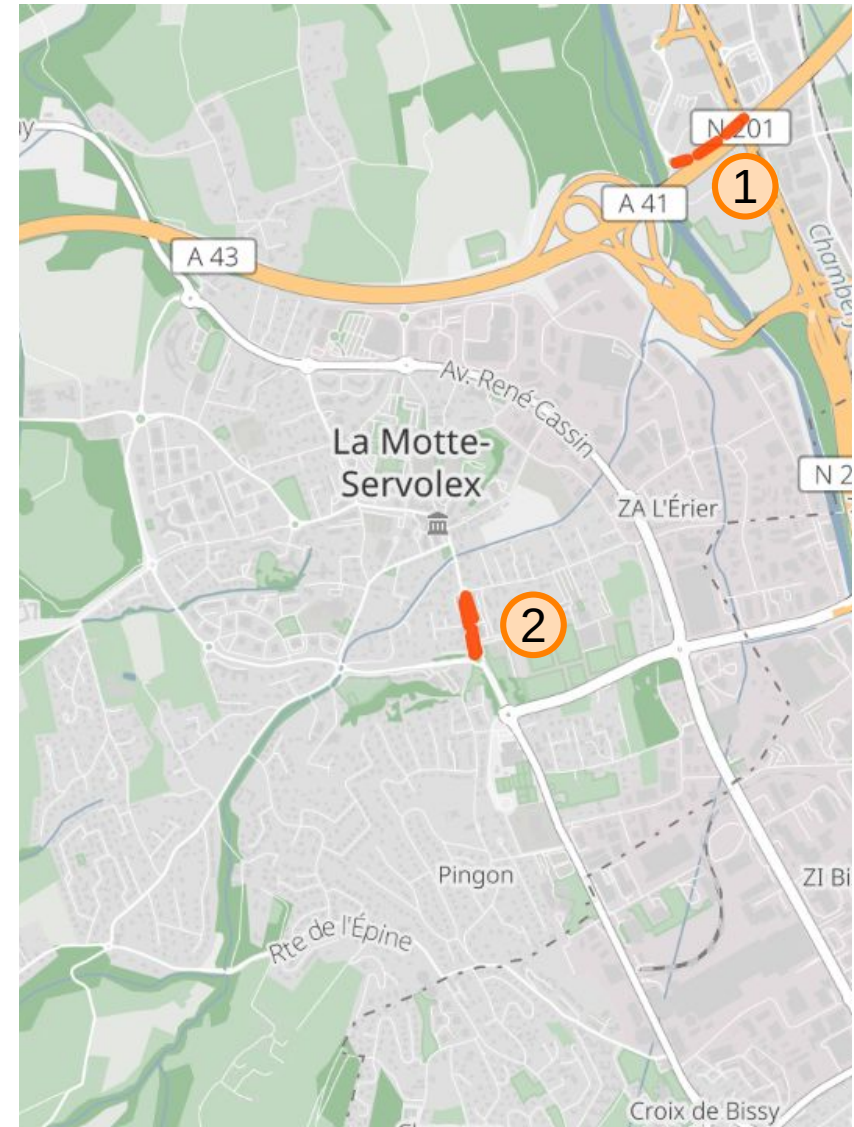 N 201
1
A 41
A 43
Chambéry
Av. René Cassin
La Motte-
Servolex
N 2
ZA L'Érier
2
Pingon
ZI Bi
Rte de l'Épine
Croix de Bissy